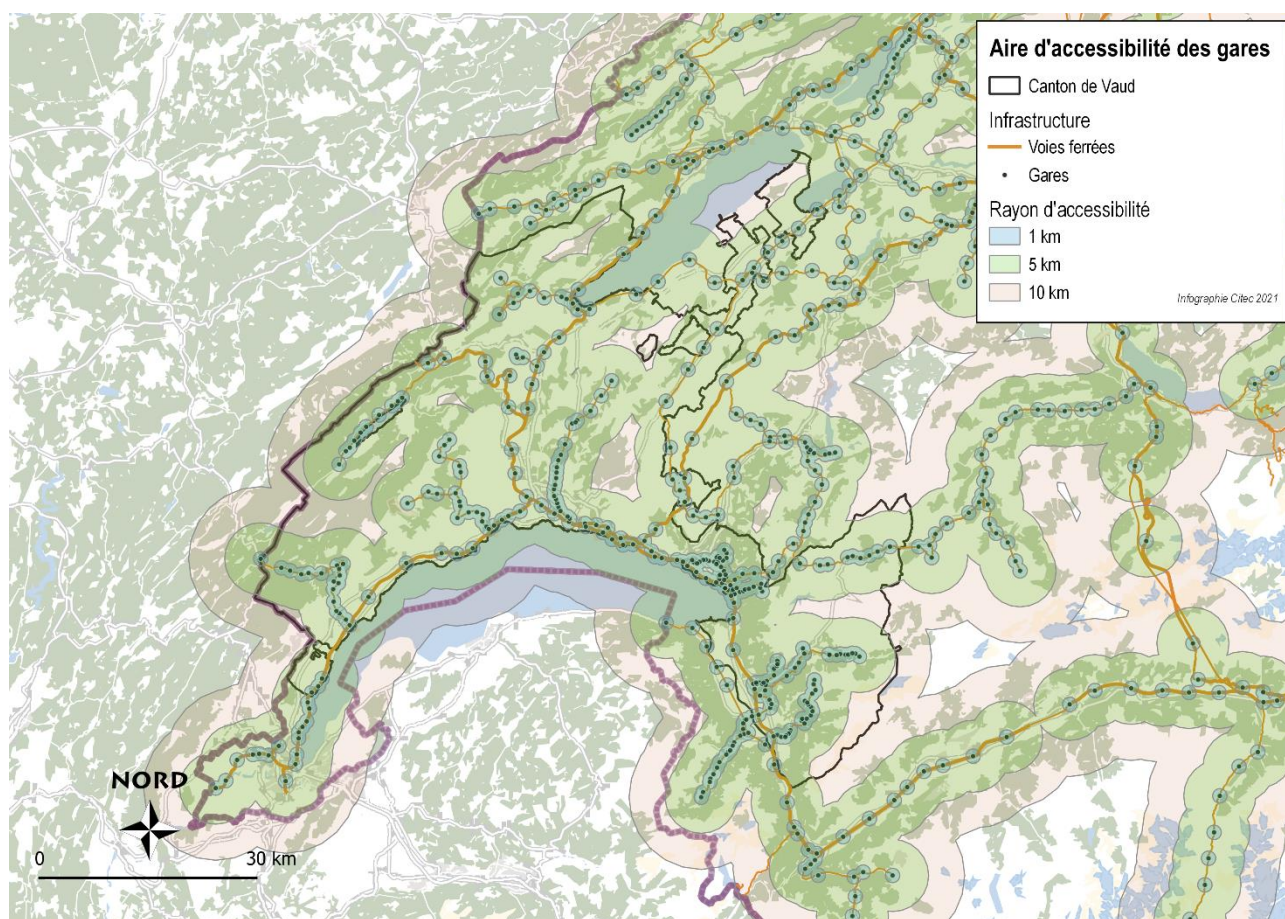 Aire d'accessibilité des gares
Canton de Vaud
Infrastructure
Voies ferrées
Gares
Rayon d'accessibilité
1 km
5 km
10 km
Infographie Citec 2021
NORD
0 30 km